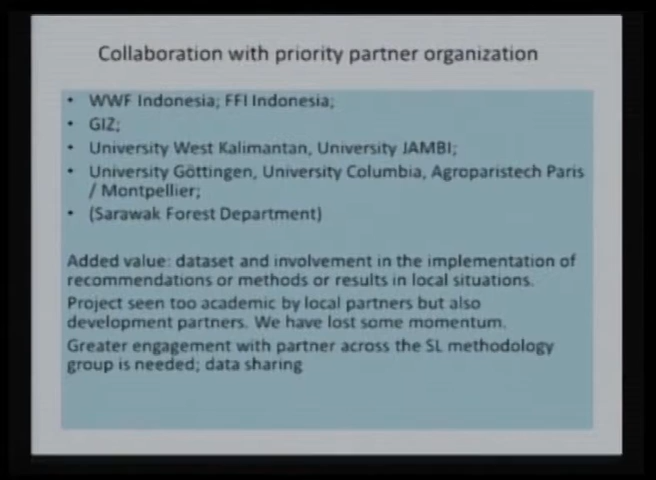 Collaboration with priority partner organization
• WWF Indonesia; FFI Indonesia;
• GIZ;
• University West Kalimantan, University JAMBI;
• University Göttingen, University Columbia, Agroparistech Paris
/ Montpellier;
• (Sarawak Forest Department)
Added value: dataset and involvement in the implementation of
recommendations or methods or results in local situations.
Project seen too academic by local partners but also
development partners. We have lost some momentum.
Greater engagement with partner across the SL methodology
group is needed; data sharing